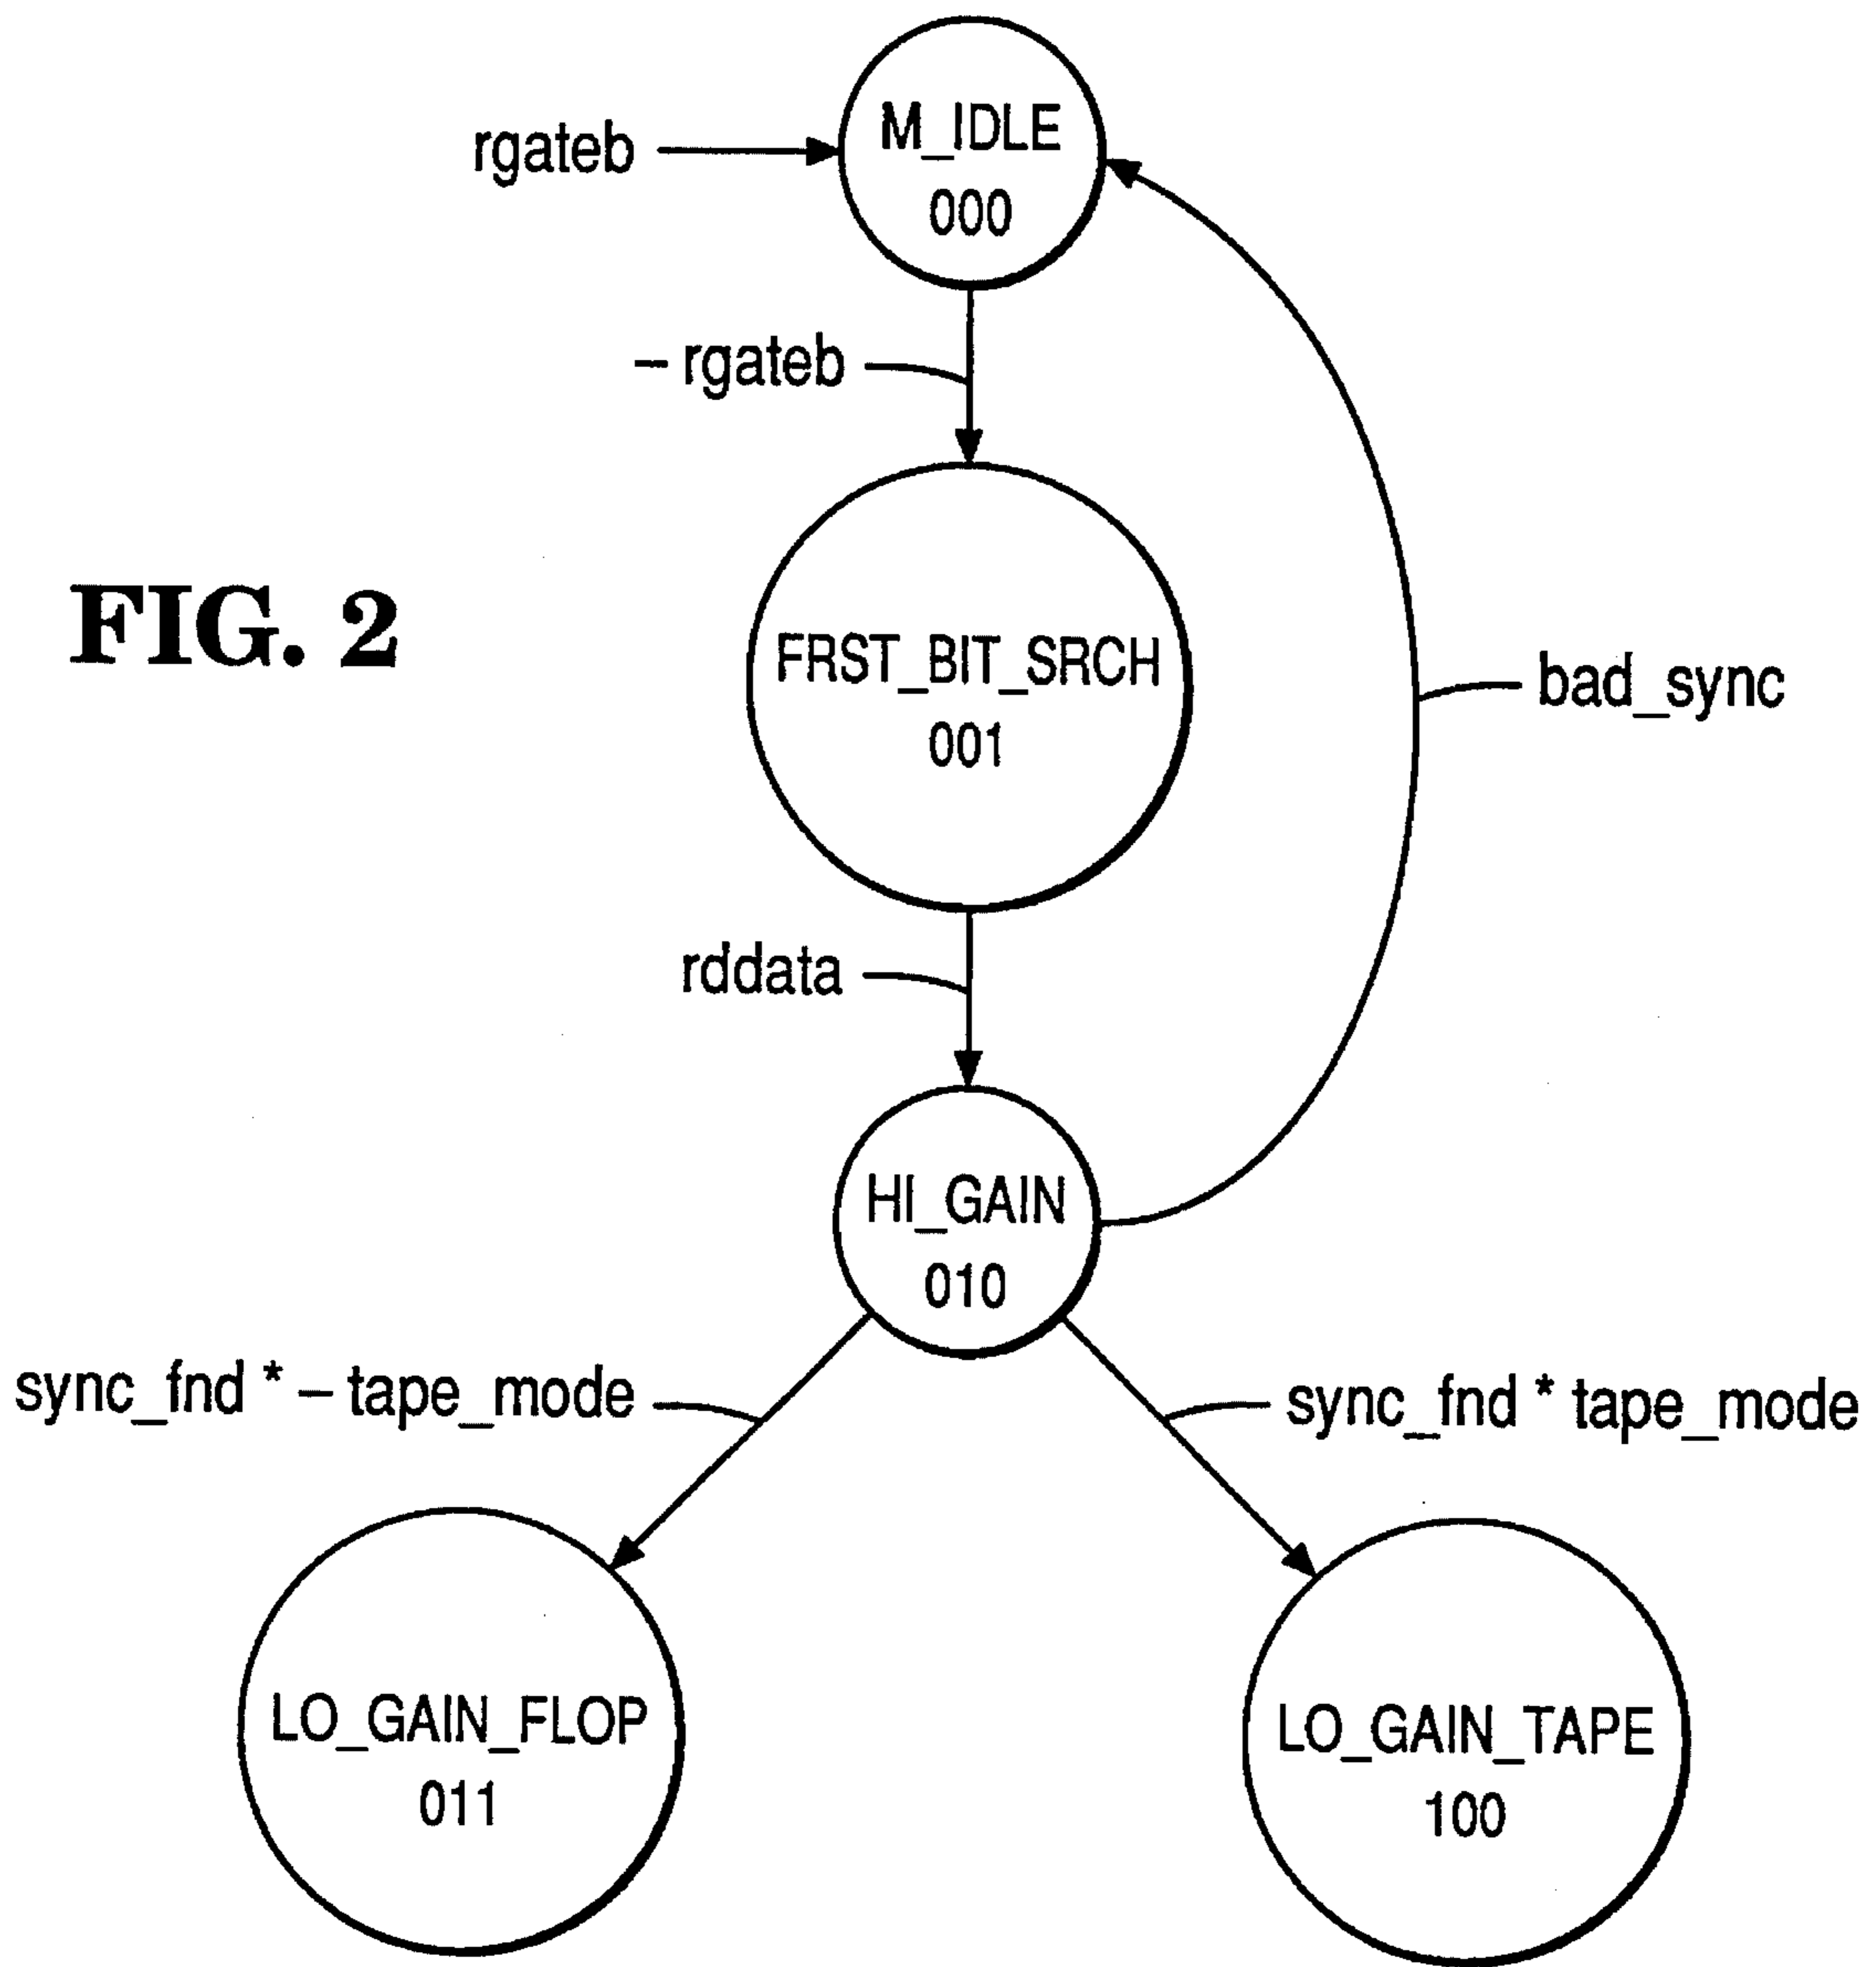 rgateb
M_IDLE
000
– rgateb
FIG. 2
FRST_BIT_SRCH
001
bad_sync
rddata
HI_GAIN
010
sync_fnd * – tape_mode
sync_fnd * tape_mode
LO_GAIN_FLOP
011
LO_GAIN_TAPE
100